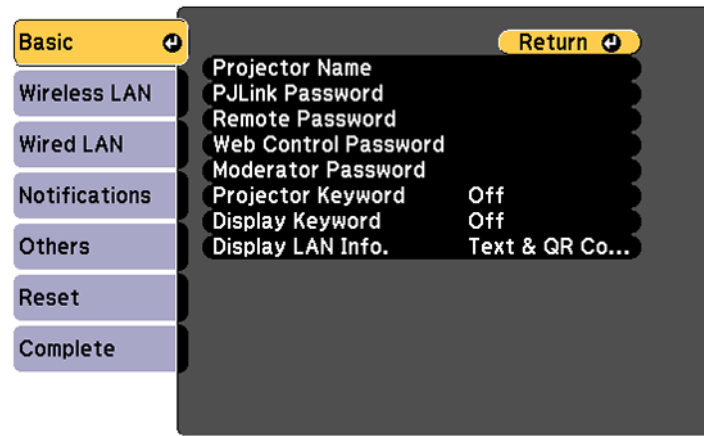 Basic
Wireless LAN
Wired LAN
Notifications
Others
Reset
Complete
Return
Projector Name
PJLink Password
Remote Password
Web Control Password
Moderator Password
Projector Keyword Off
Display Keyword Off
Display LAN Info. Text & QR Co...